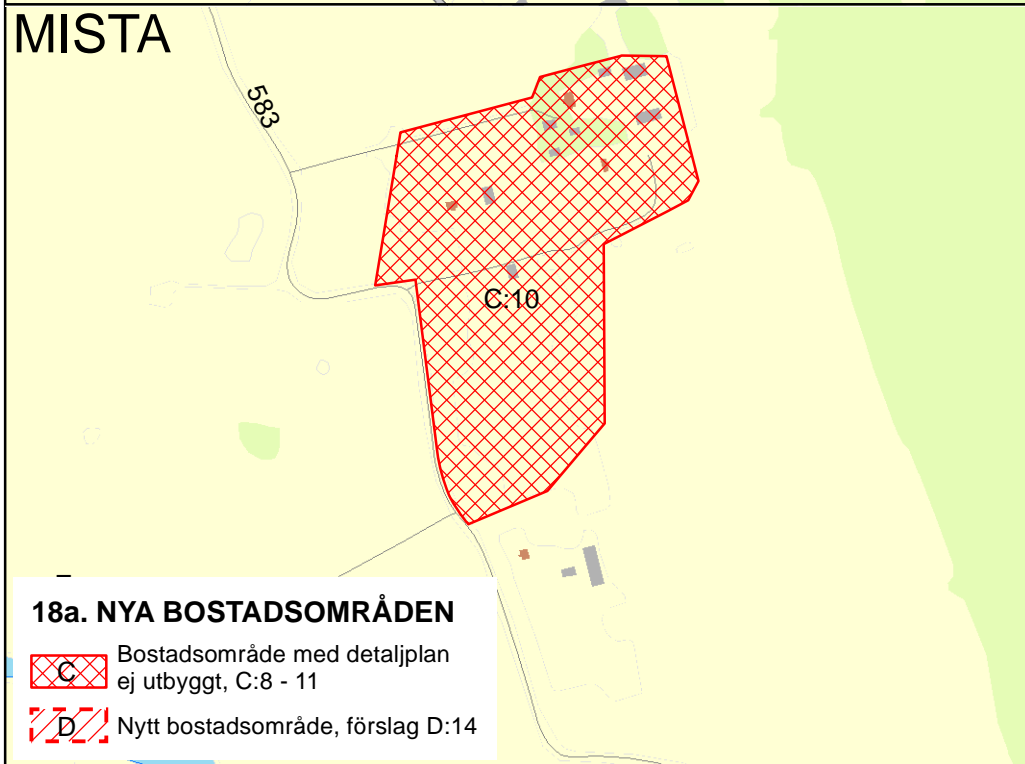 MISTA
583
C:10
18a. NYA BOSTADSOMRÅDEN
C
Bostadsområde med detaljplan
ej utbyggt, C:8 - 11
D
Nytt bostadsområde, förslag D:14